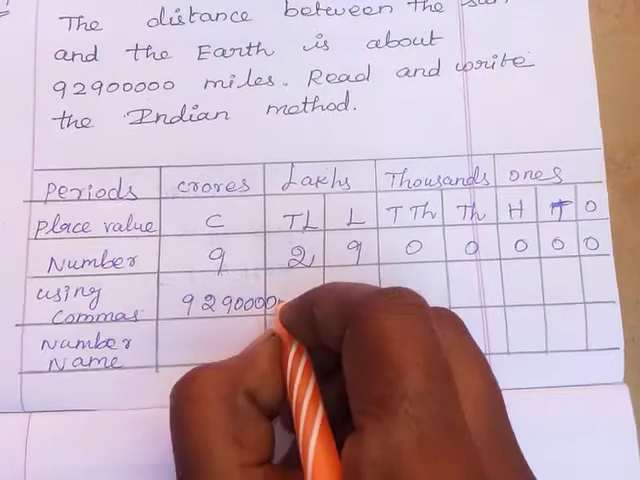 The distance between the Sun
and the Earth is about
92900000 miles. Read and write
the Indian method.
Periods crores Lakhs Thousands ones
Place value C TL L T Th Th H T O
Number 9 2 9 0 0 0 0 0
using Commas 9290000
Number Name